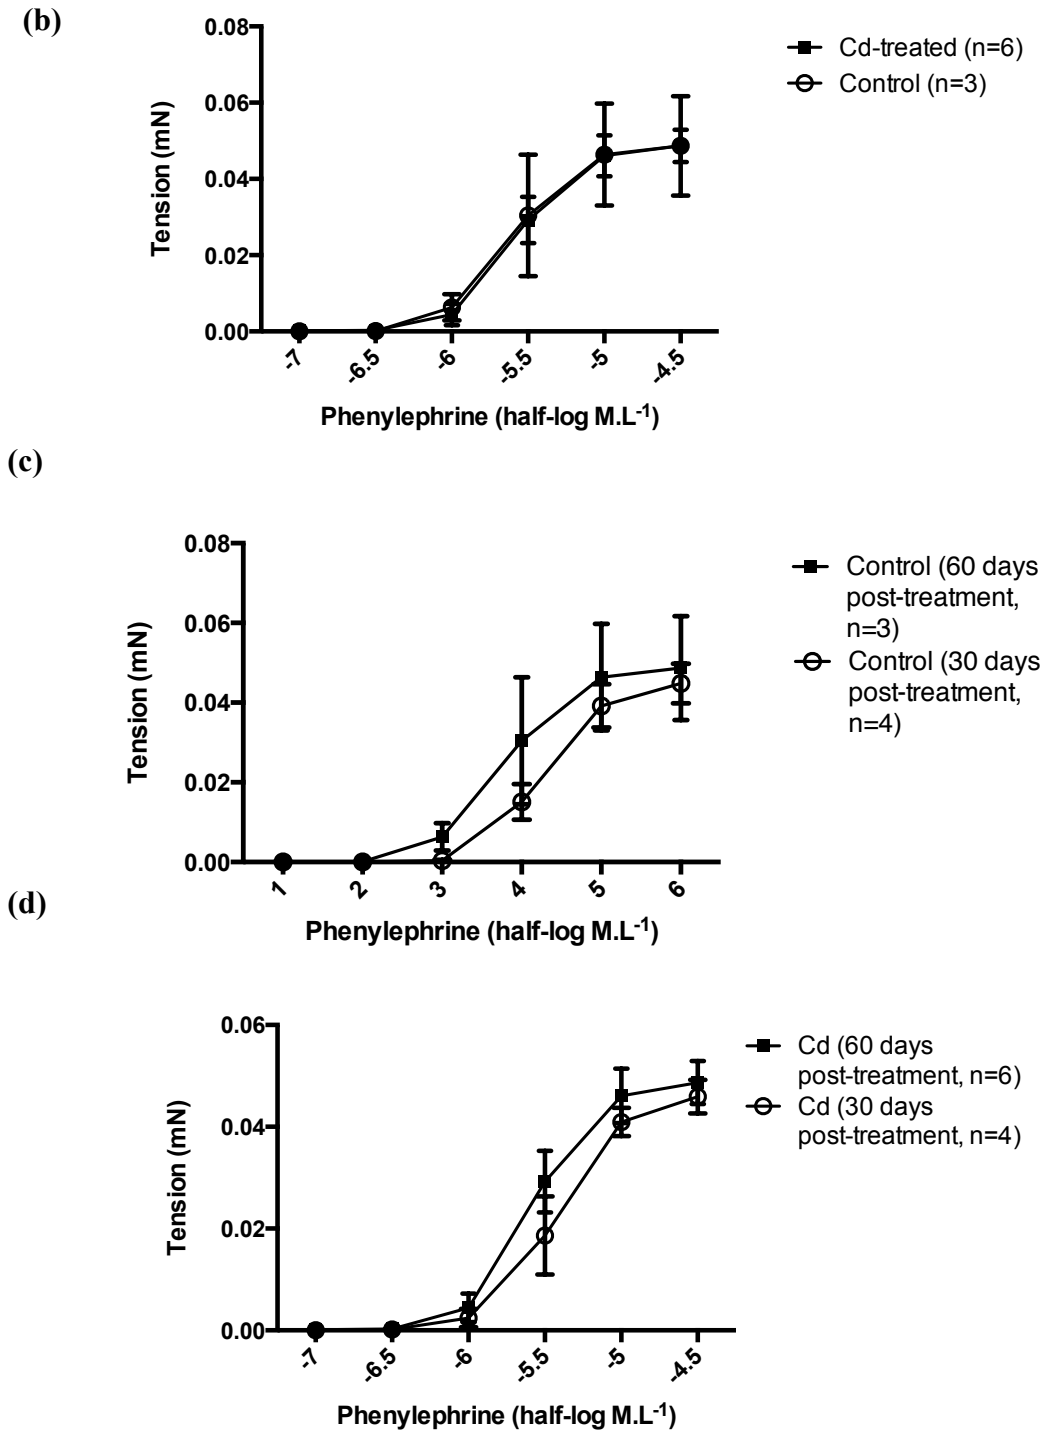 (b)
0.08
0.06
0.04
0.02
0.00
Tension (mN)
-7
-6.5
-6
-5.5
-5
-4.5
Phenylephrine (half-log M.L⁻¹)
Cd-treated (n=6)
Control (n=3)
(c)
0.08
0.06
0.04
0.02
0.00
Tension (mN)
1
2
3
4
5
6
Phenylephrine (half-log M.L⁻¹)
Control (60 days
post-treatment,
n=3)
Control (30 days
post-treatment,
n=4)
(d)
0.06
0.04
0.02
0.00
Tension (mN)
-7
-6.5
-6
-5.5
-5
-4.5
Phenylephrine (half-log M.L⁻¹)
Cd (60 days
post-treatment, n=6)
Cd (30 days
post-treatment, n=4)